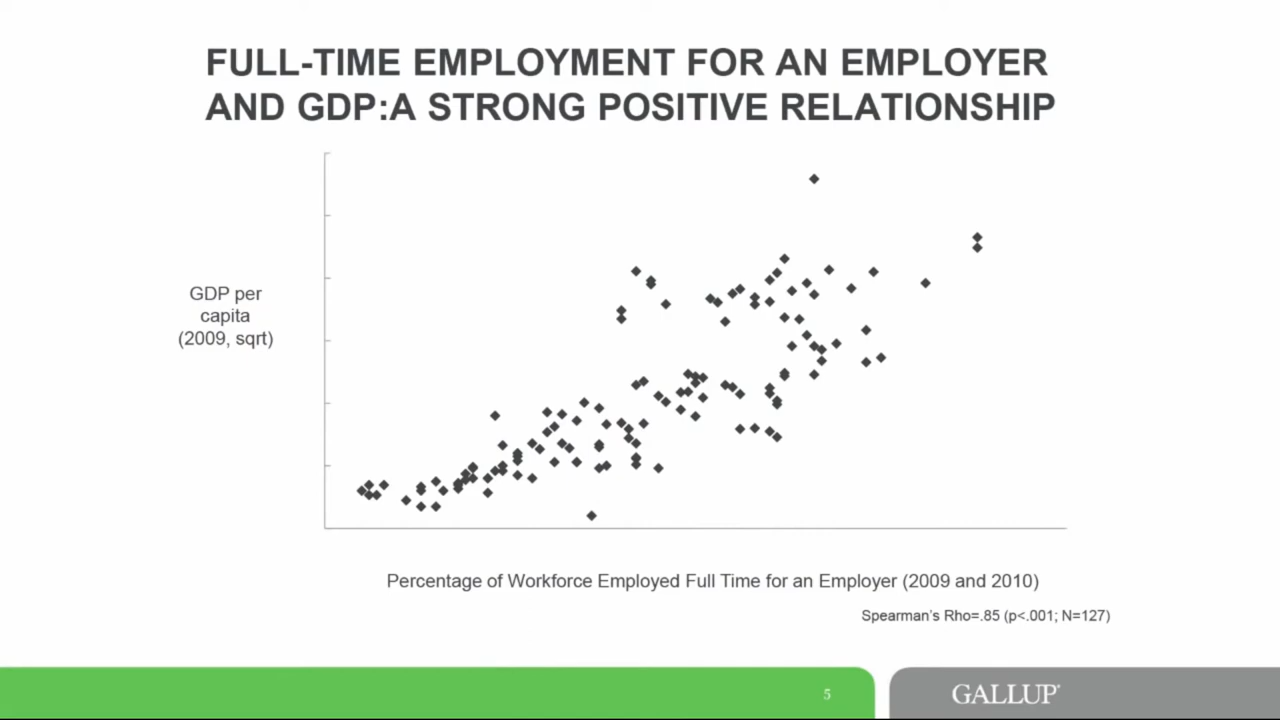 FULL-TIME EMPLOYMENT FOR AN EMPLOYER
AND GDP:A STRONG POSITIVE RELATIONSHIP
GDP per
capita
(2009, sqrt)
Percentage of Workforce Employed Full Time for an Employer (2009 and 2010)
Spearman's Rho=.85 (p<.001; N=127)
5
GALLUP®